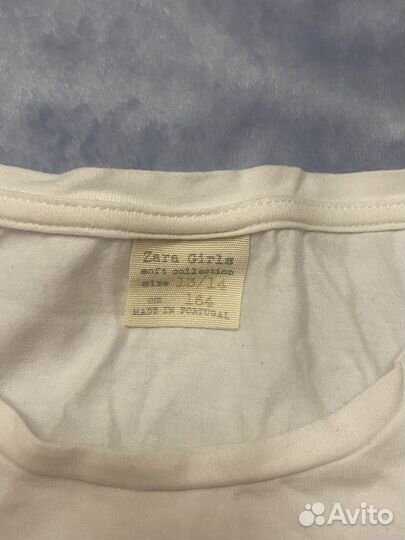 Zara Girls
soft collection
size 13/14
cm 164
MADE IN PORTUGAL
Avito